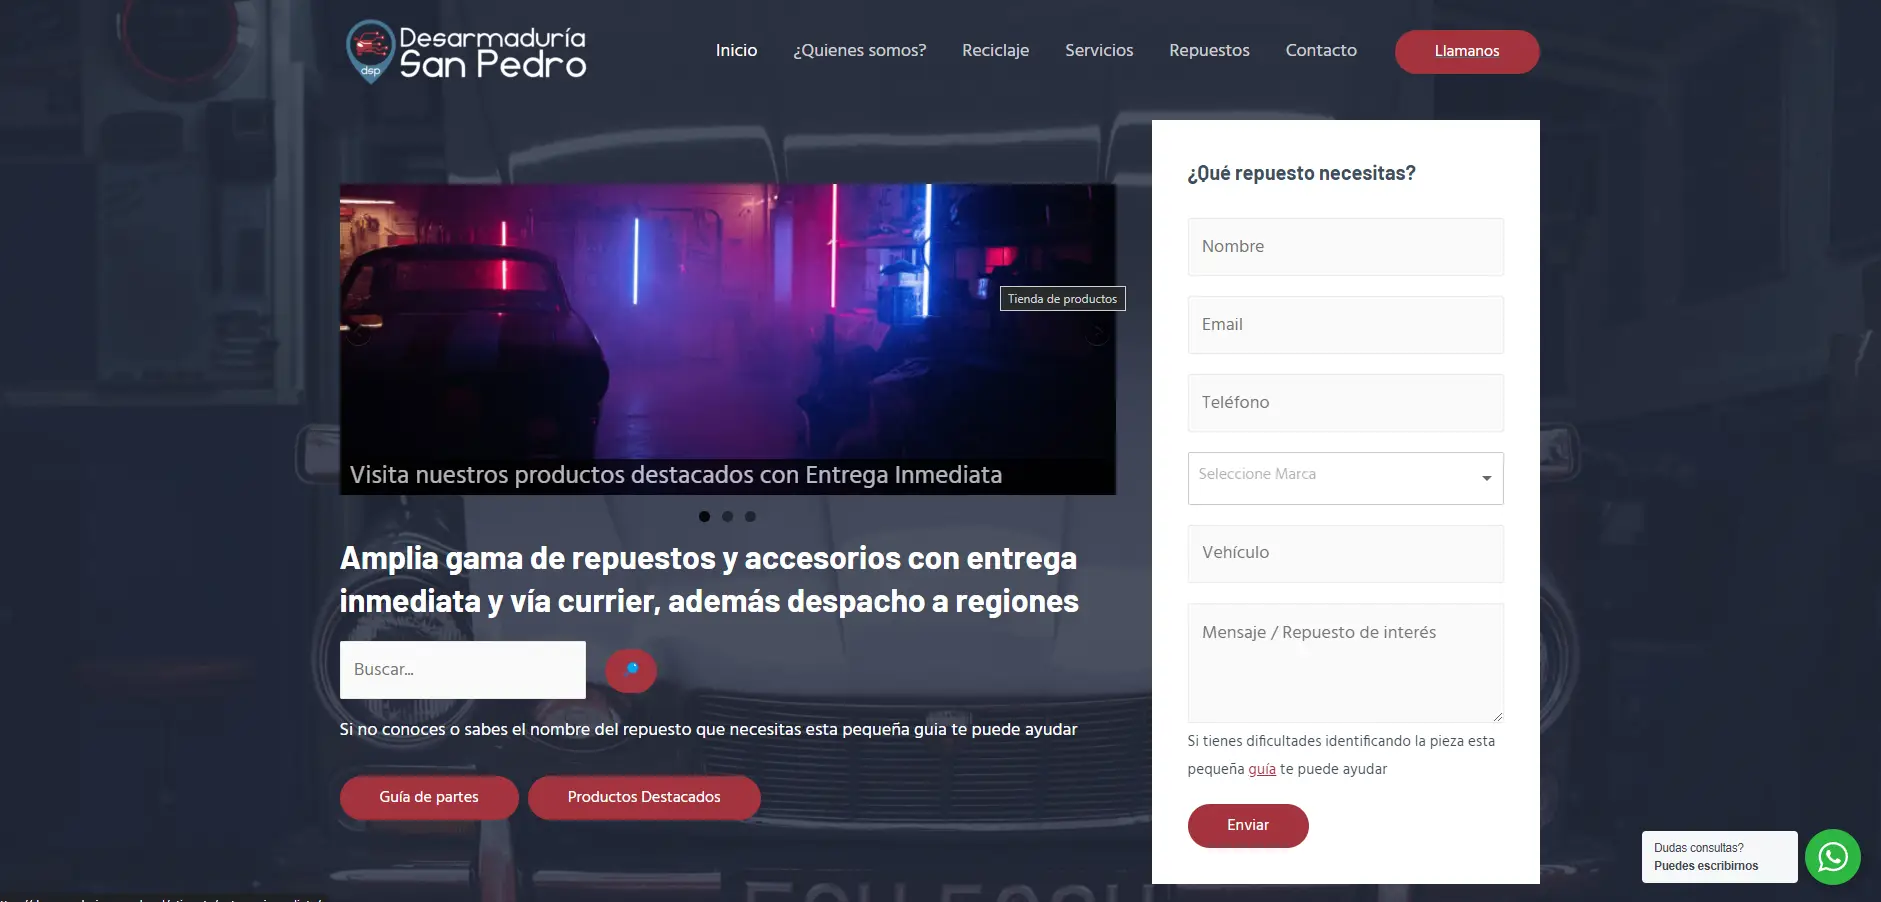 Desarmaduría
San Pedro
dsp
Inicio
¿Quienes somos?
Reciclaje
Servicios
Repuestos
Contacto
Llamanos
Tienda de productos
Visita nuestros productos destacados con Entrega Inmediata
Amplia gama de repuestos y accesorios con entrega
inmediata y vía currier, además despacho a regiones
Buscar...
Si no conoces o sabes el nombre del repuesto que necesitas esta pequeña guia te puede ayudar
Guía de partes
Productos Destacados
¿Qué repuesto necesitas?
Nombre
Email
Teléfono
Seleccione Marca
Vehículo
Mensaje / Repuesto de interés
Si tienes dificultades identificando la pieza esta
pequeña guía te puede ayudar
Enviar
Dudas consultas?
Puedes escribirnos